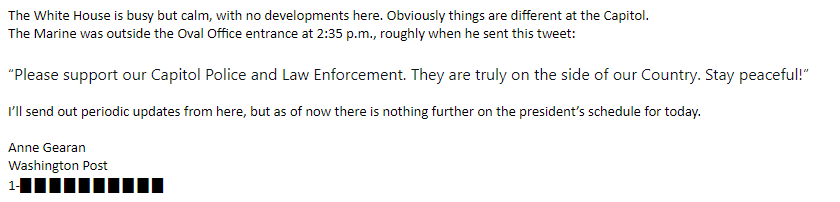 The White House is busy but calm, with no developments here. Obviously things are different at the Capitol.
The Marine was outside the Oval Office entrance at 2:35 p.m., roughly when he sent this tweet:
“Please support our Capitol Police and Law Enforcement. They are truly on the side of our Country. Stay peaceful!”
I’ll send out periodic updates from here, but as of now there is nothing further on the president’s schedule for today.
Anne Gearan
Washington Post
1-